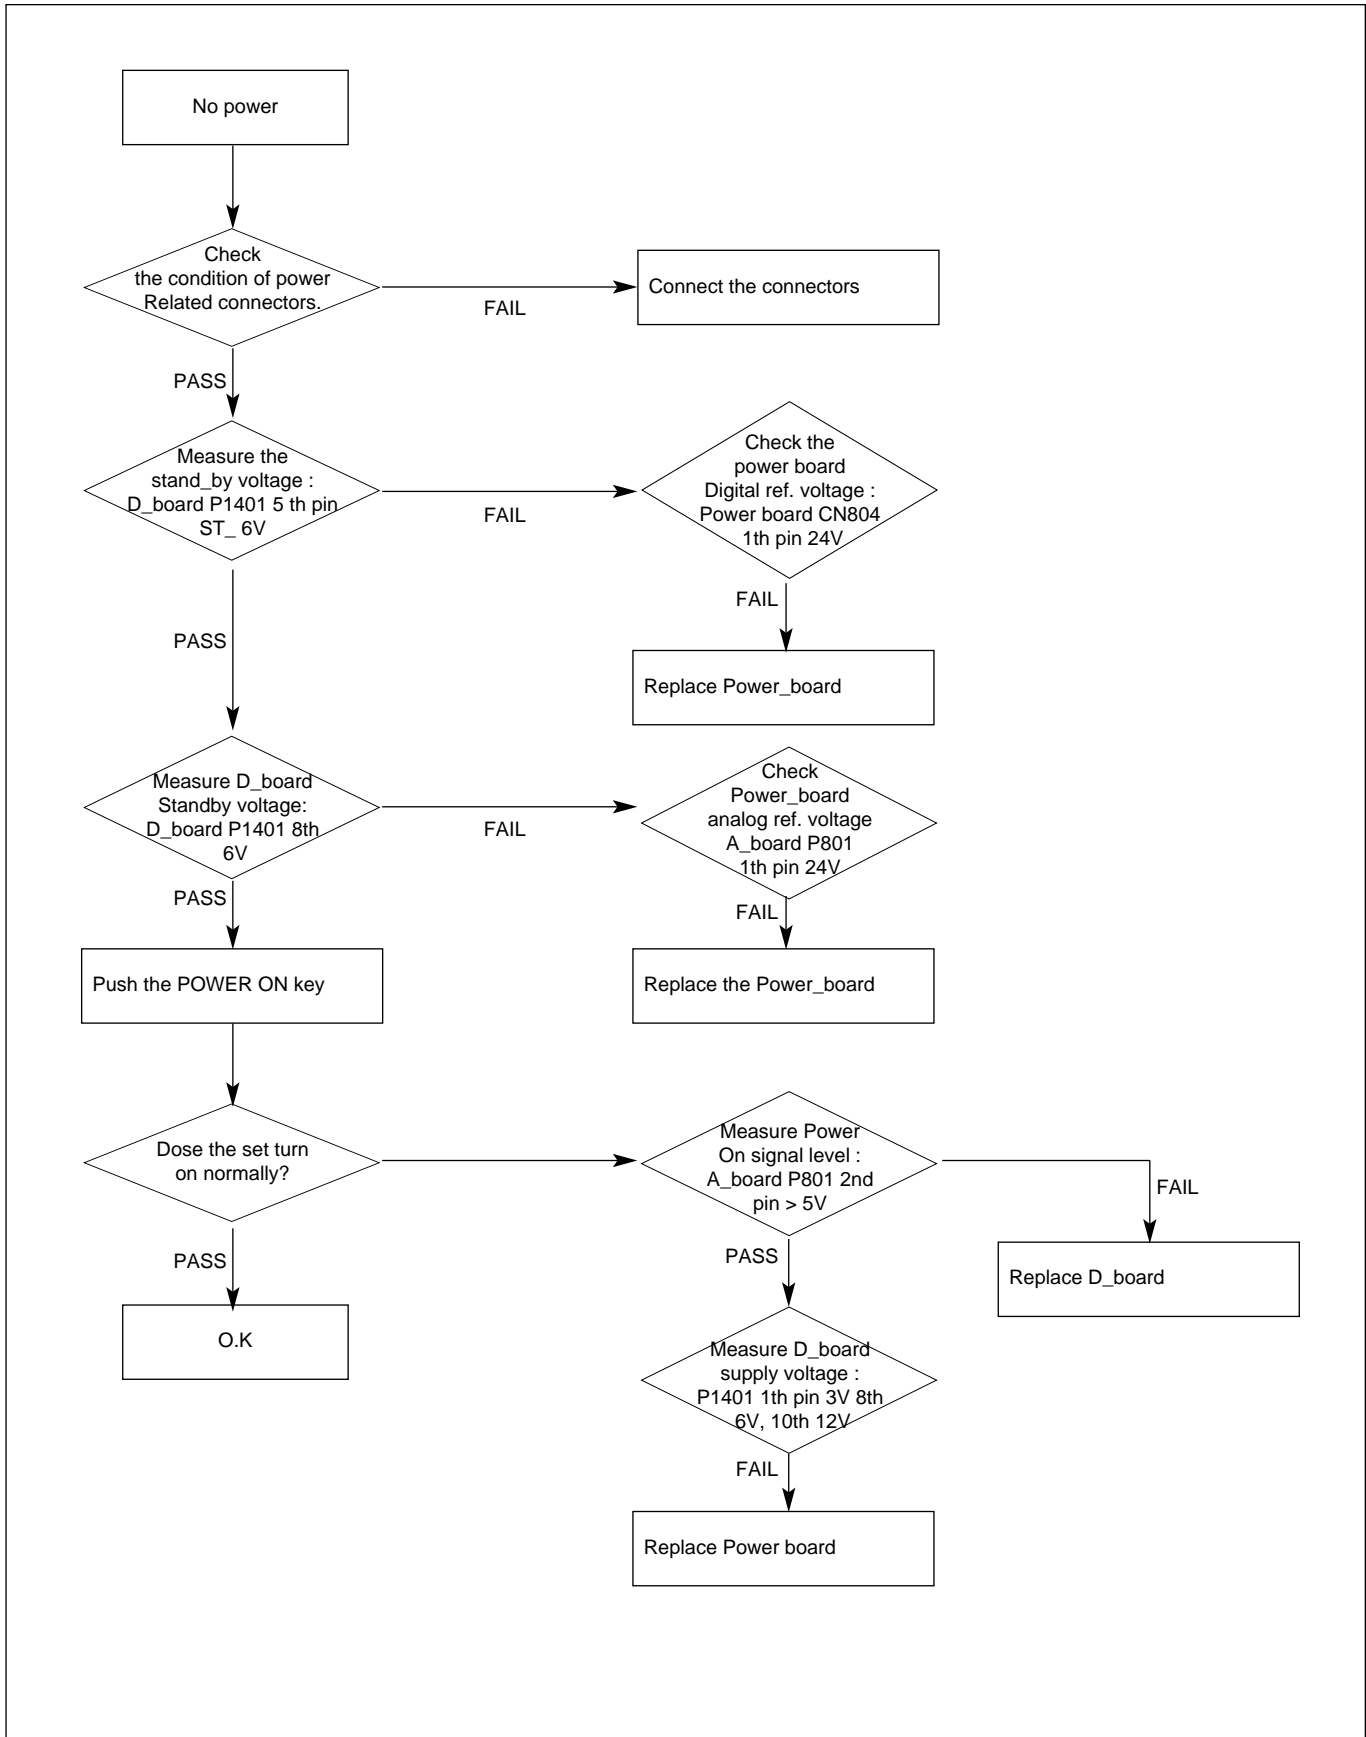 No power
Check
the condition of power
Related connectors.
FAIL
Connect the connectors
PASS
Measure the
stand_by voltage :
D_board P1401 5 th pin
ST_ 6V
FAIL
Check the
power board
Digital ref. voltage :
Power board CN804
1th pin 24V
FAIL
Replace Power_board
PASS
Measure D_board
Standby voltage:
D_board P1401 8th
6V
FAIL
Check
Power_board
analog ref. voltage
A_board P801
1th pin 24V
FAIL
Replace the Power_board
PASS
Push the POWER ON key
Dose the set turn
on normally?
Measure Power
On signal level :
A_board P801 2nd
pin > 5V
FAIL
Replace D_board
PASS
O.K
PASS
Measure D_board
supply voltage :
P1401 1th pin 3V 8th
6V, 10th 12V
FAIL
Replace Power board